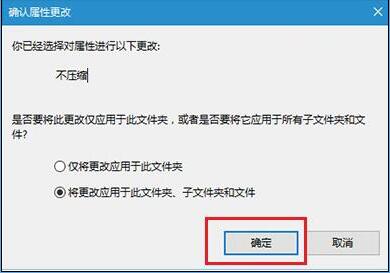 确认属性更改
你已经选择对属性进行以下更改:
不压缩
是否要将此更改仅应用于此文件夹，或者是否要将它应用于所有子文件夹和文
件?
仅将更改应用于此文件夹
将更改应用于此文件夹、子文件夹和文件
确定 取消